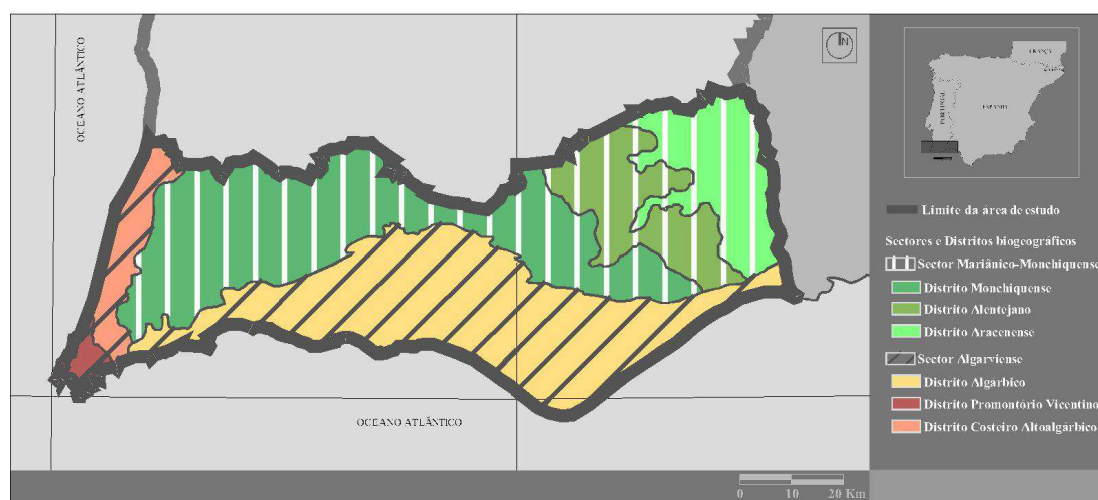 OCEANO ATLÂNTICO
N
OCEANO ATLÂNTICO
0 10 20 Km
FRANÇA
PORTUGAL
ESPANHA
Limite da área de estudo
Sectores e Distritos biogeográficos
Sector Mariânico-Monchiquense
Distrito Monchiquense
Distrito Alentejano
Distrito Aracenense
Sector Algarviense
Distrito Algarbico
Distrito Promontório Vicentino
Distrito Costeiro Altoalgárbico